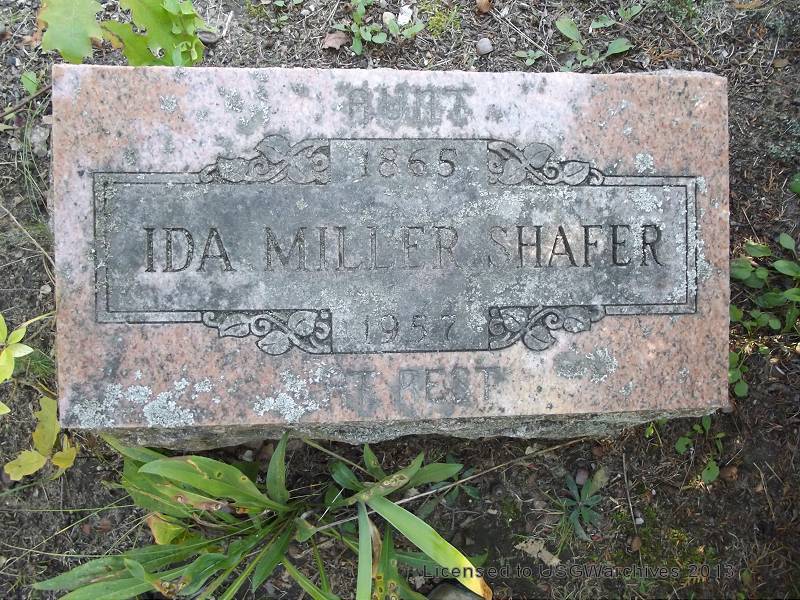 AUNT
1865
IDA MILLER SHAFER
1957
AT REST
Licensed to USGWarchives 2013